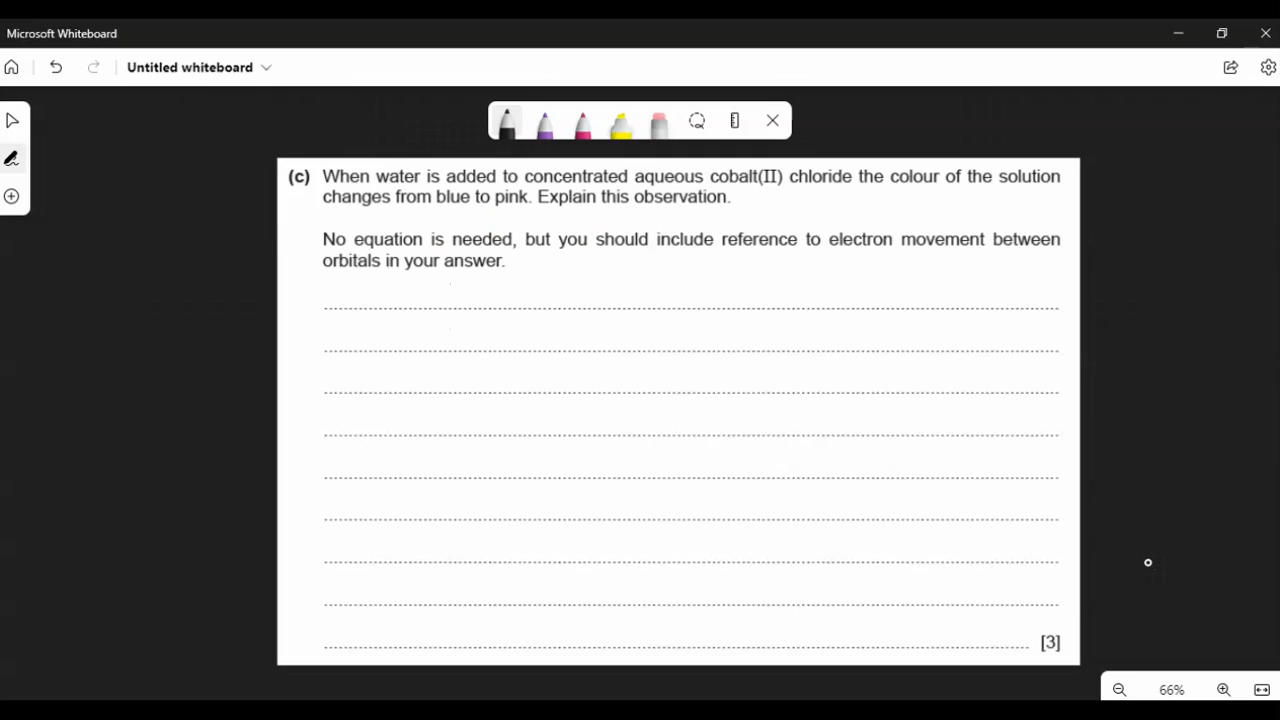 Microsoft Whiteboard
Untitled whiteboard
(c) When water is added to concentrated aqueous cobalt(II) chloride the colour of the solution
changes from blue to pink. Explain this observation.
No equation is needed, but you should include reference to electron movement between
orbitals in your answer.
[3]
66%